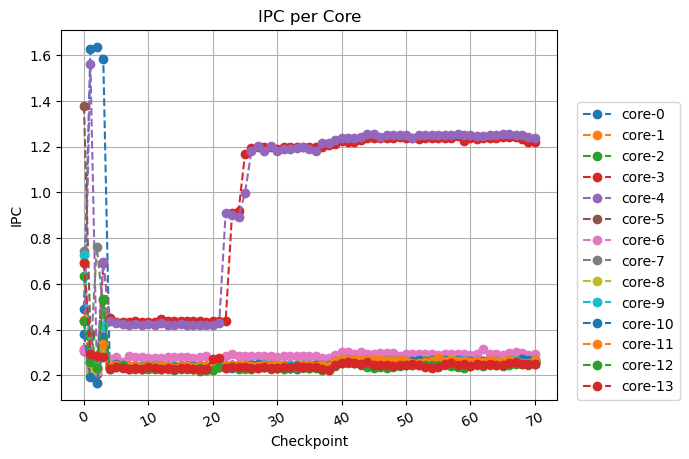 IPC per Core
IPC
1.6
1.4
1.2
1.0
0.8
0.6
0.4
0.2
0
10
20
30
40
50
60
70
Checkpoint
core-0
core-1
core-2
core-3
core-4
core-5
core-6
core-7
core-8
core-9
core-10
core-11
core-12
core-13